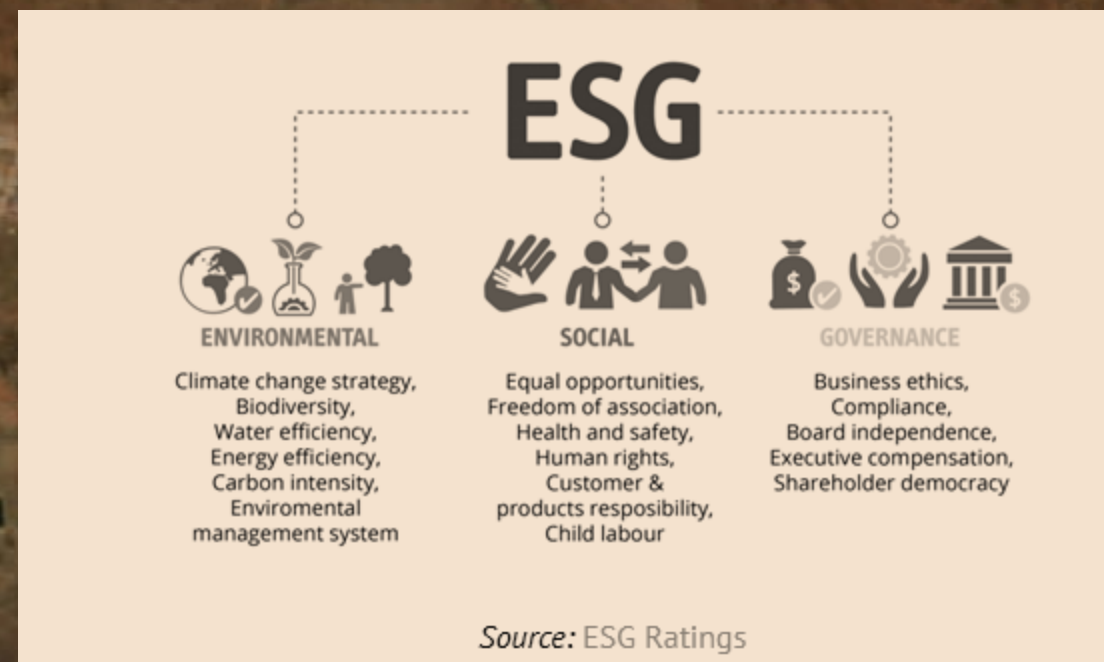 ESG
ENVIRONMENTAL
Climate change strategy,
Biodiversity,
Water efficiency,
Energy efficiency,
Carbon intensity,
Enviromental
management system
SOCIAL
Equal opportunities,
Freedom of association,
Health and safety,
Human rights,
Customer &
products resposibility,
Child labour
GOVERNANCE
Business ethics,
Compliance,
Board independence,
Executive compensation,
Shareholder democracy
Source: ESG Ratings